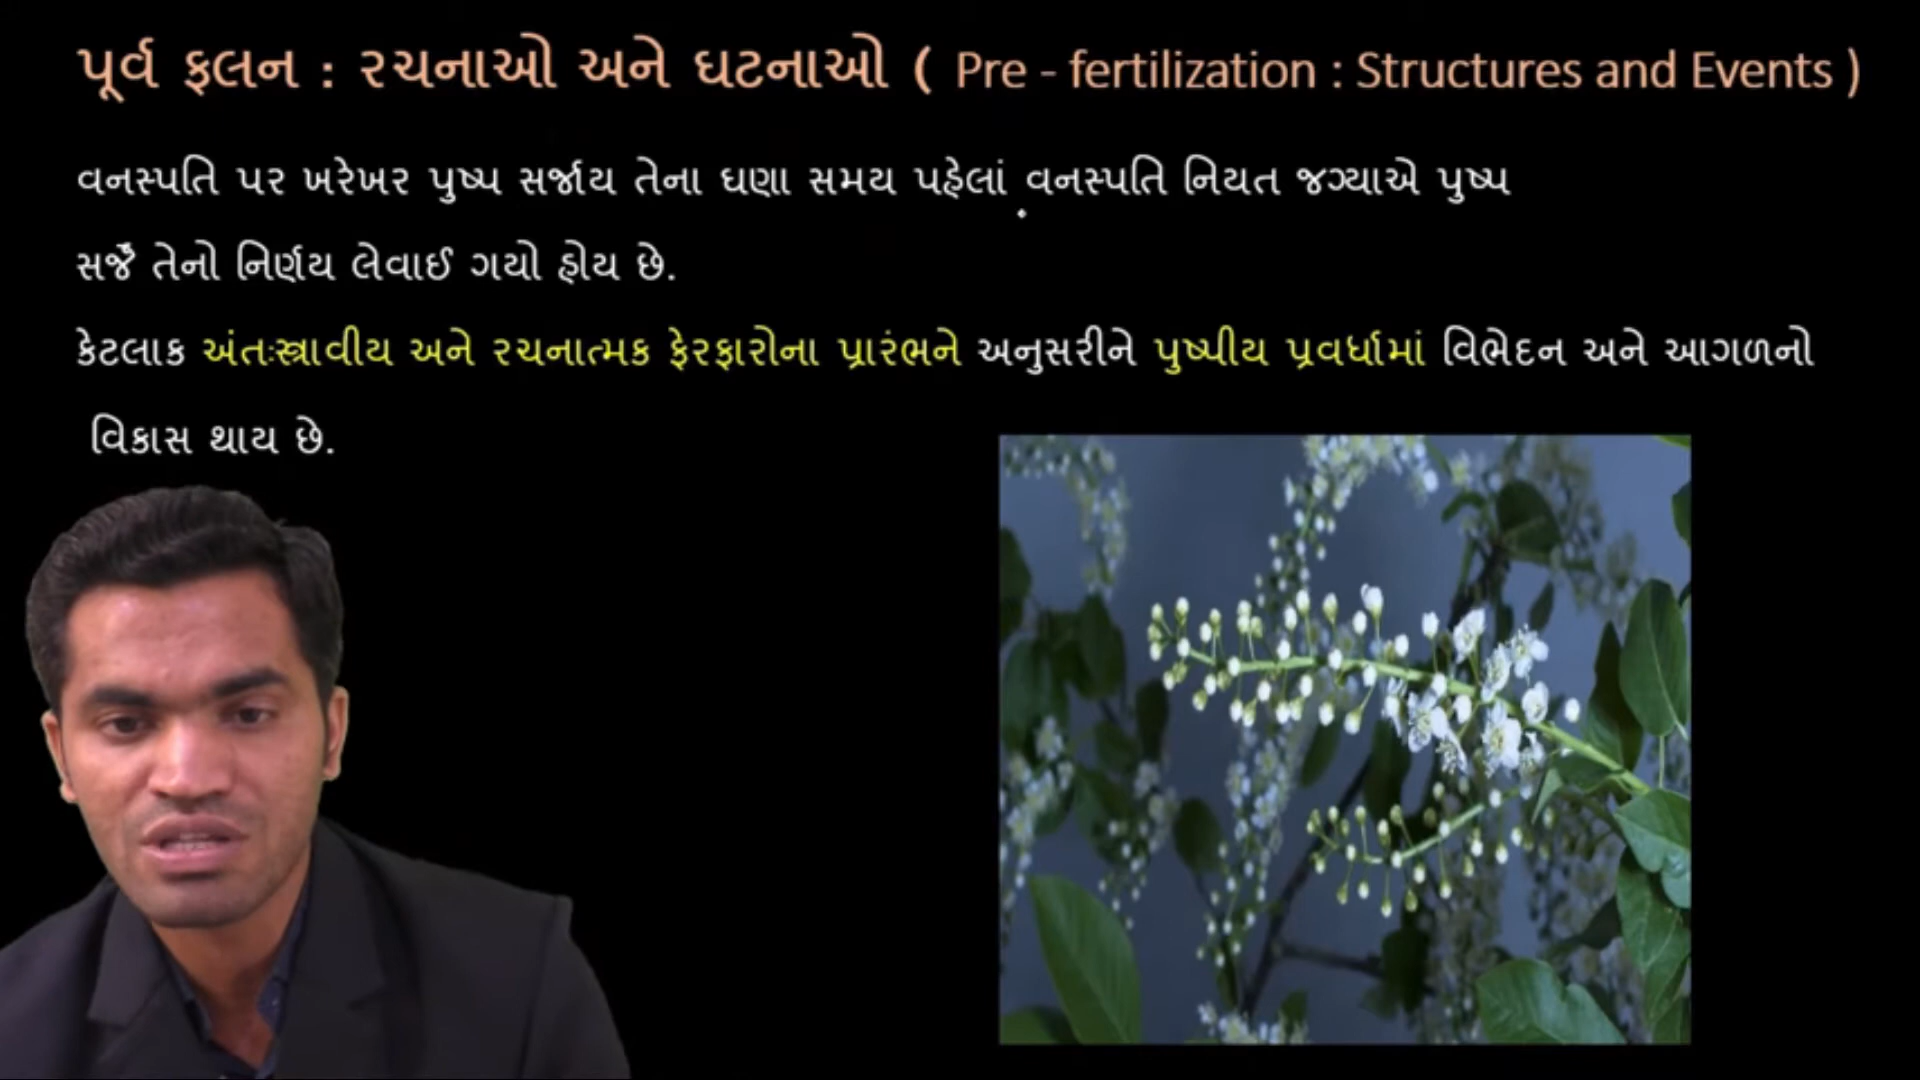 પૂર્વ ફલન : રચનાઓ અને ઘટનાઓ ( Pre - fertilization : Structures and Events )
વનસ્પતિ પર ખરેખર પુષ્પ સર્જાય તેના ઘણા સમય પહેલાં વનસ્પતિ નિયત જગ્યાએ પુષ્પ
સર્જે તેનો નિર્ણય લેવાઈ ગયો હોય છે.
કેટલાક અંતઃસ્ત્રાવીય અને રચનાત્મક ફેરફારોના પ્રારંભને અનુસરીને પુષ્પીય પ્રવર્ધામાં વિભેદન અને આગળનો
વિકાસ થાય છે.